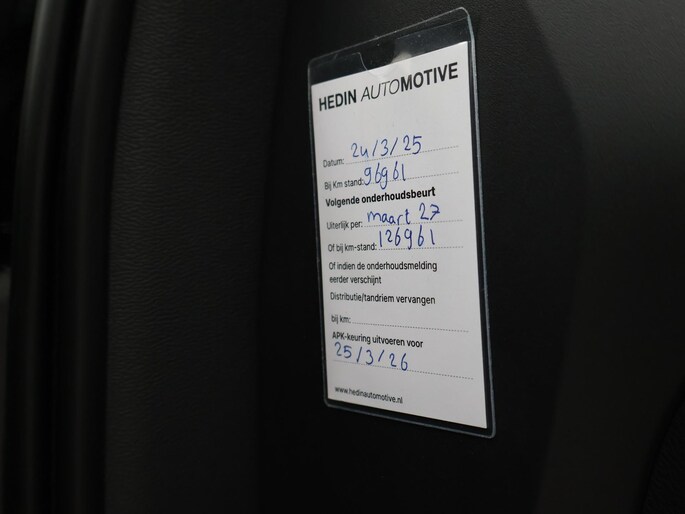 HEDIN AUTOMOTIVE
Datum: 24/3/25
Bij Km stand: 96961
Volgende onderhoudsbeurt
Uiterlijk per: maart 27
Of bij km-stand: 126961
Of indien de onderhoudsmelding
eerder verschijnt
Distributie/tandriem vervangen
bij km:
APK-keuring uitvoeren voor
25/3/26
www.hedinautomotive.nl